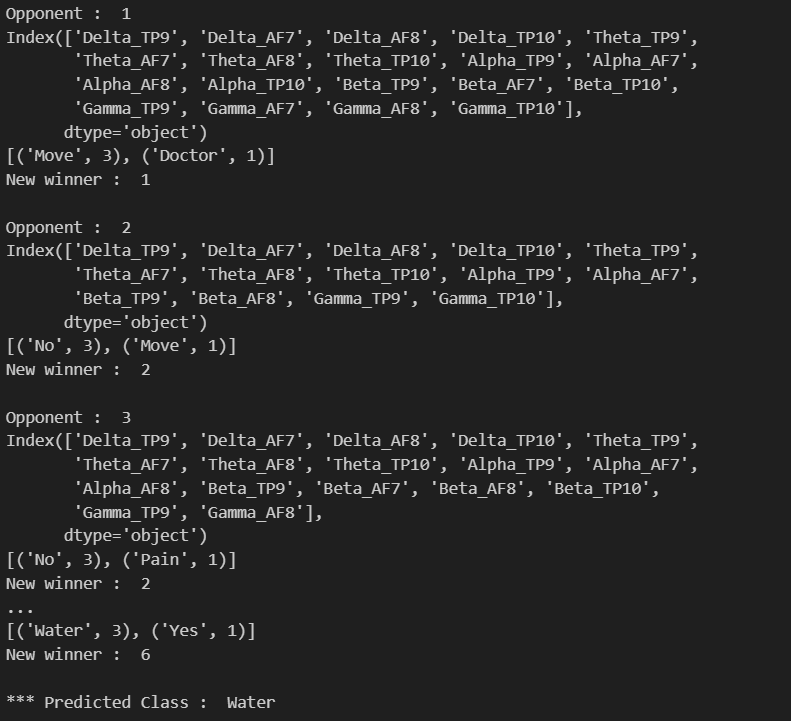 Opponent :  1
Index(['Delta_TP9', 'Delta_AF7', 'Delta_AF8', 'Delta_TP10', 'Theta_TP9',
       'Theta_AF7', 'Theta_AF8', 'Theta_TP10', 'Alpha_TP9', 'Alpha_AF7',
       'Alpha_AF8', 'Alpha_TP10', 'Beta_TP9', 'Beta_AF7', 'Beta_TP10',
       'Gamma_TP9', 'Gamma_AF7', 'Gamma_AF8', 'Gamma_TP10'],
      dtype='object')
[('Move', 3), ('Doctor', 1)]
New winner :  1

Opponent :  2
Index(['Delta_TP9', 'Delta_AF7', 'Delta_AF8', 'Delta_TP10', 'Theta_TP9',
       'Theta_AF7', 'Theta_AF8', 'Theta_TP10', 'Alpha_TP9', 'Alpha_AF7',
       'Beta_TP9', 'Beta_AF8', 'Gamma_TP9', 'Gamma_TP10'],
      dtype='object')
[('No', 3), ('Move', 1)]
New winner :  2

Opponent :  3
Index(['Delta_TP9', 'Delta_AF7', 'Delta_AF8', 'Delta_TP10', 'Theta_TP9',
       'Theta_AF7', 'Theta_AF8', 'Theta_TP10', 'Alpha_TP9', 'Alpha_AF7',
       'Alpha_AF8', 'Beta_TP9', 'Beta_AF7', 'Beta_AF8', 'Beta_TP10',
       'Gamma_TP9', 'Gamma_AF8'],
      dtype='object')
[('No', 3), ('Pain', 1)]
New winner :  2
...
[('Water', 3), ('Yes', 1)]
New winner :  6

*** Predicted Class :  Water